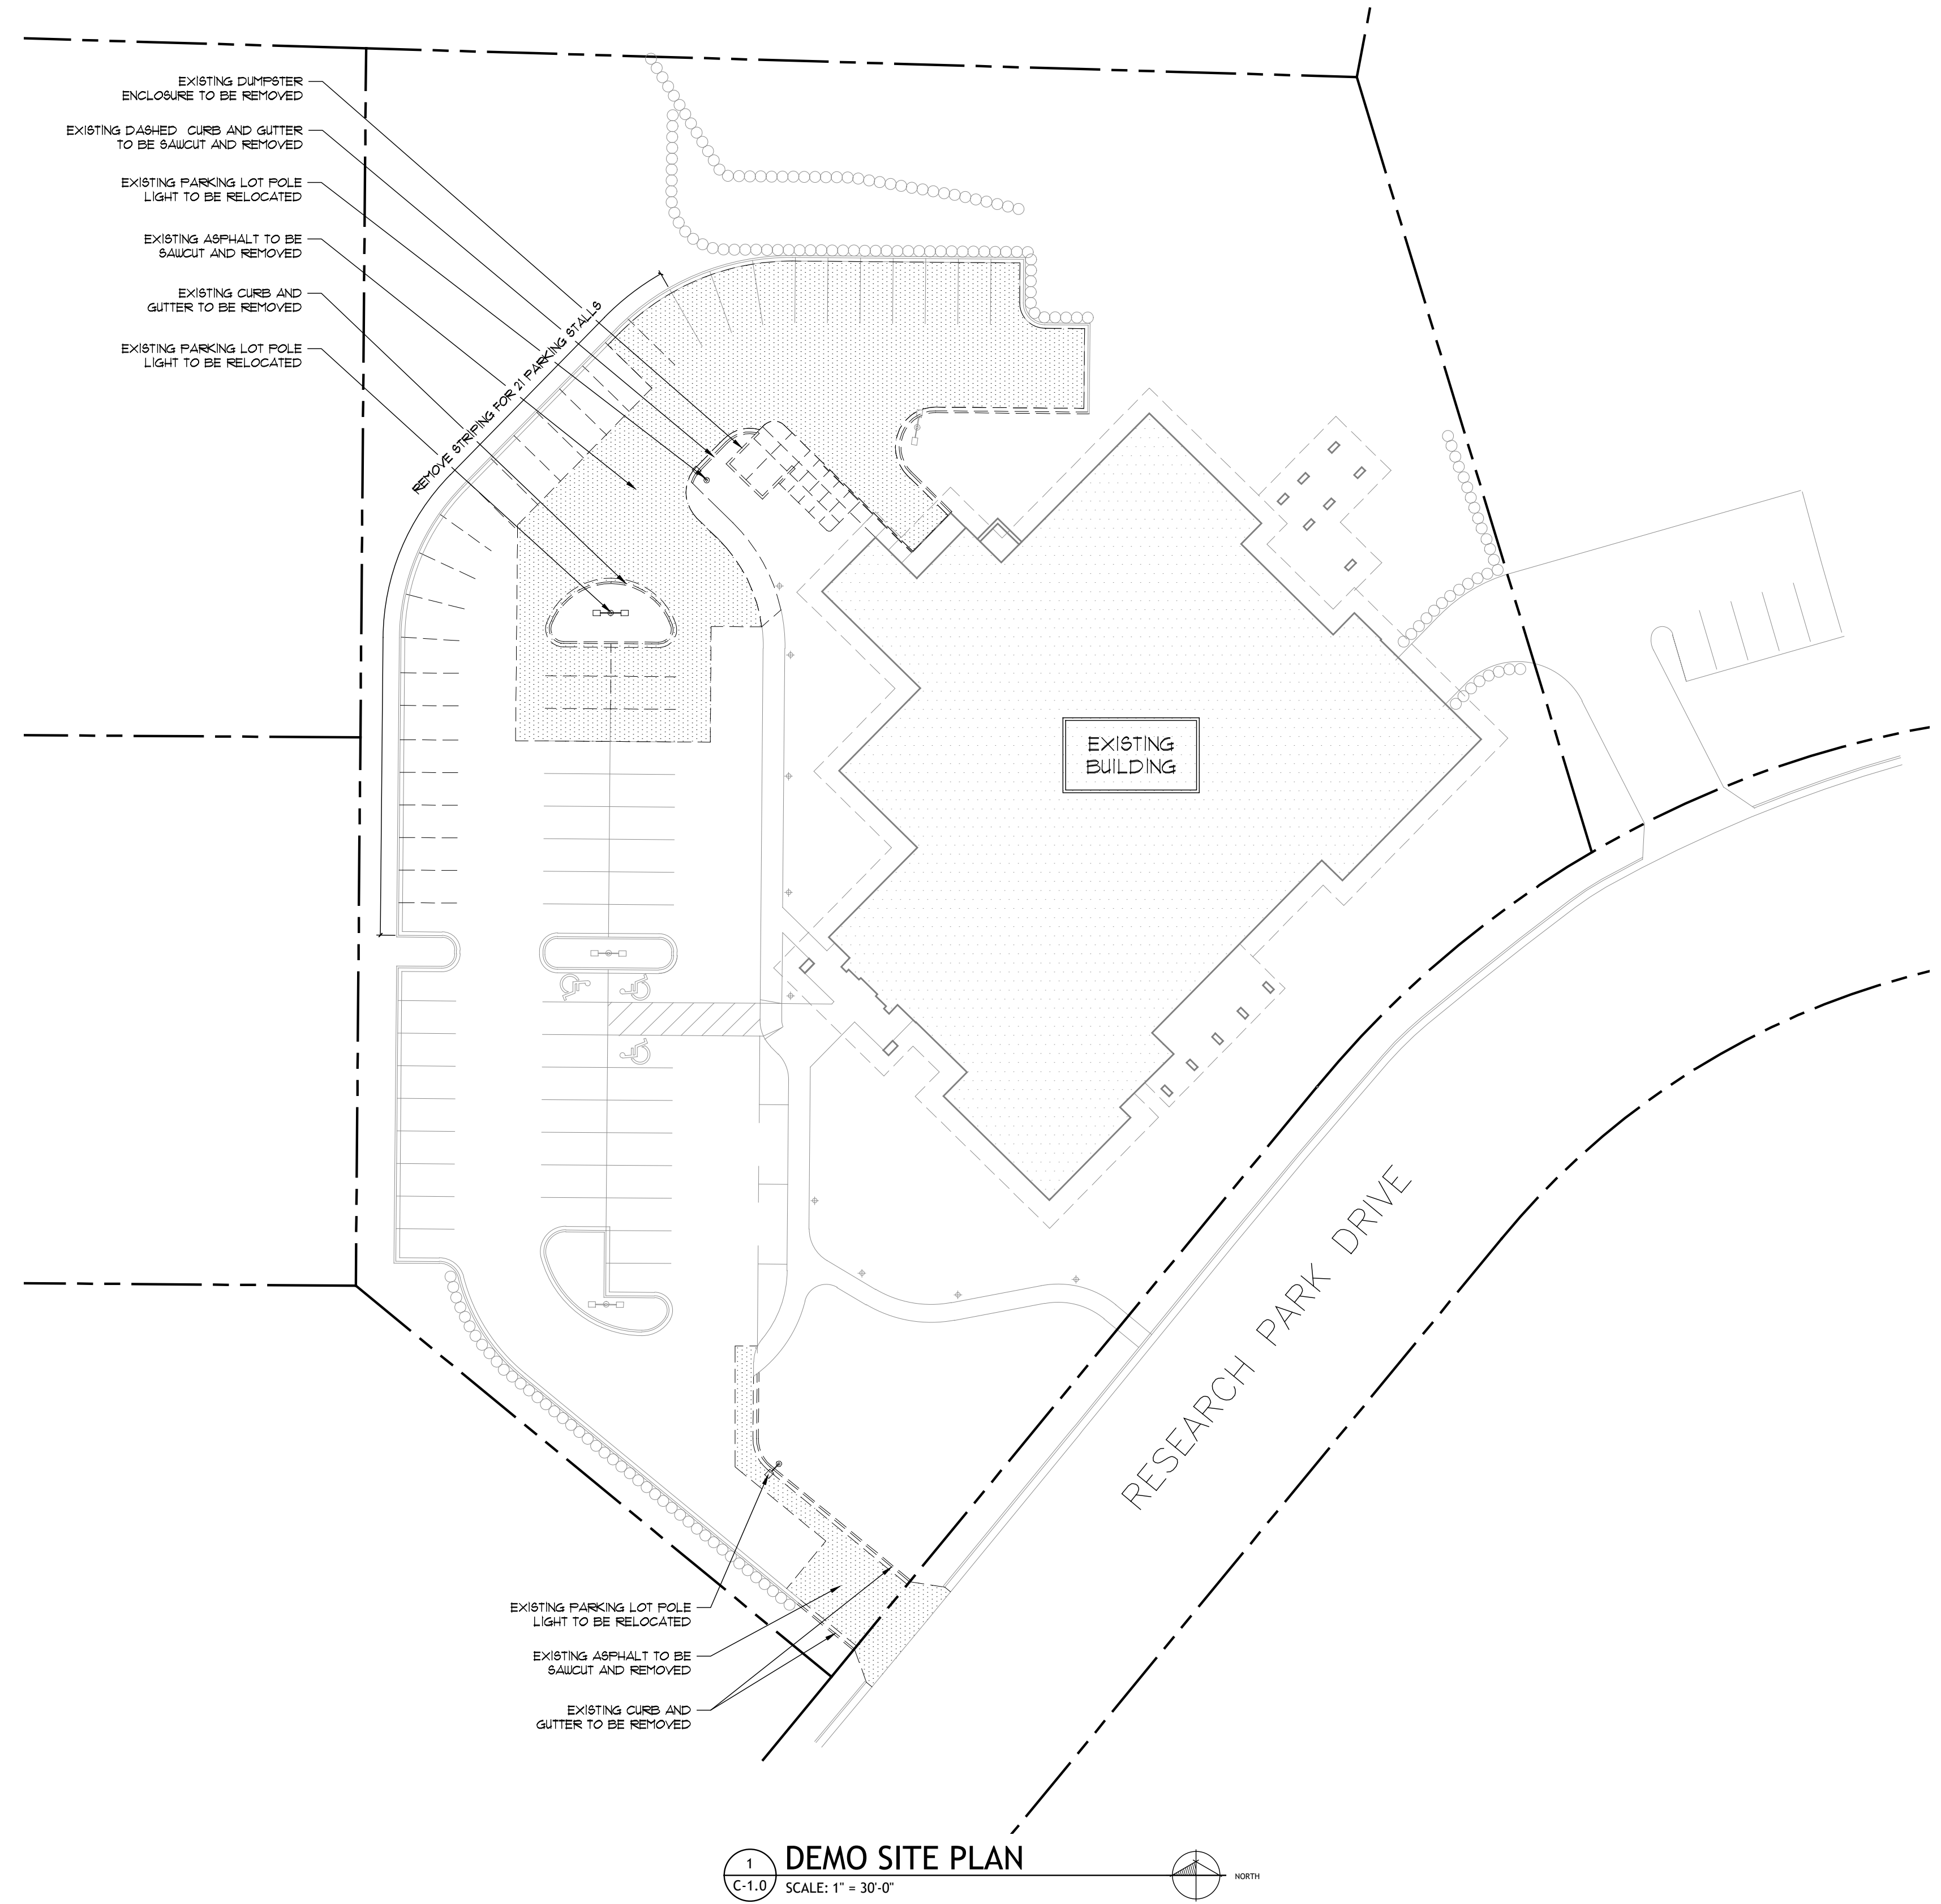 EXISTING DUMPSTER
ENCLOSURE TO BE REMOVED
EXISTING DASHED CURB AND GUTTER
TO BE SAWCUT AND REMOVED
EXISTING PARKING LOT POLE
LIGHT TO BE RELOCATED
EXISTING ASPHALT TO BE
SAWCUT AND REMOVED
EXISTING CURB AND
GUTTER TO BE REMOVED
EXISTING PARKING LOT POLE
LIGHT TO BE RELOCATED
REMOVE STRIPING FOR 21 PARKING STALLS
EXISTING
BUILDING
RESEARCH PARK DRIVE
EXISTING PARKING LOT POLE
LIGHT TO BE RELOCATED
EXISTING ASPHALT TO BE
SAWCUT AND REMOVED
EXISTING CURB AND
GUTTER TO BE REMOVED
1
C-1.0
DEMO SITE PLAN
SCALE: 1" = 30'-0"
NORTH